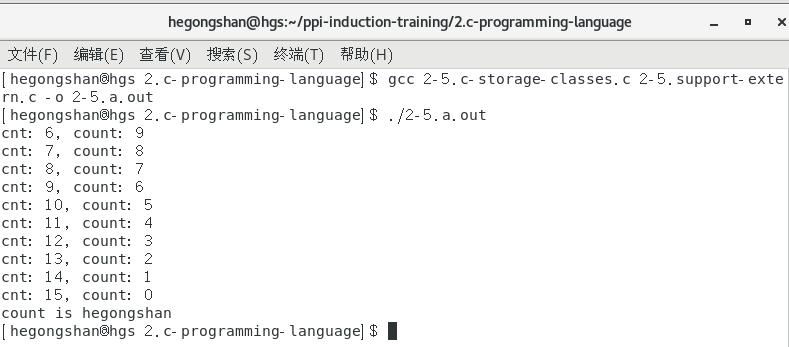 hegongshan@hgs:~/ppi-induction-training/2.c-programming-language
文件(F) 编辑(E) 查看(V) 搜索(S) 终端(T) 帮助(H)
[hegongshan@hgs 2.c-programming-language]$ gcc 2-5.c-storage-classes.c 2-5.support-exte
rn.c -o 2-5.a.out
[hegongshan@hgs 2.c-programming-language]$ ./2-5.a.out
cnt: 6, count: 9
cnt: 7, count: 8
cnt: 8, count: 7
cnt: 9, count: 6
cnt: 10, count: 5
cnt: 11, count: 4
cnt: 12, count: 3
cnt: 13, count: 2
cnt: 14, count: 1
cnt: 15, count: 0
count is hegongshan
[hegongshan@hgs 2.c-programming-language]$